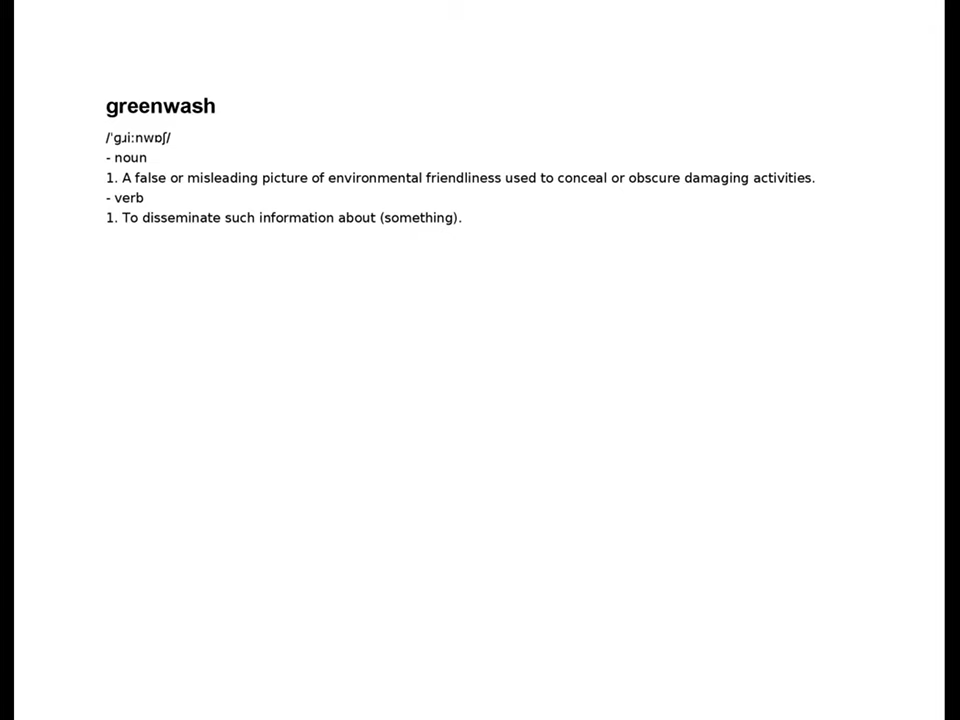 greenwash
/ˈɡɹiːnwɒʃ/
- noun
1. A false or misleading picture of environmental friendliness used to conceal or obscure damaging activities.
- verb
1. To disseminate such information about (something).